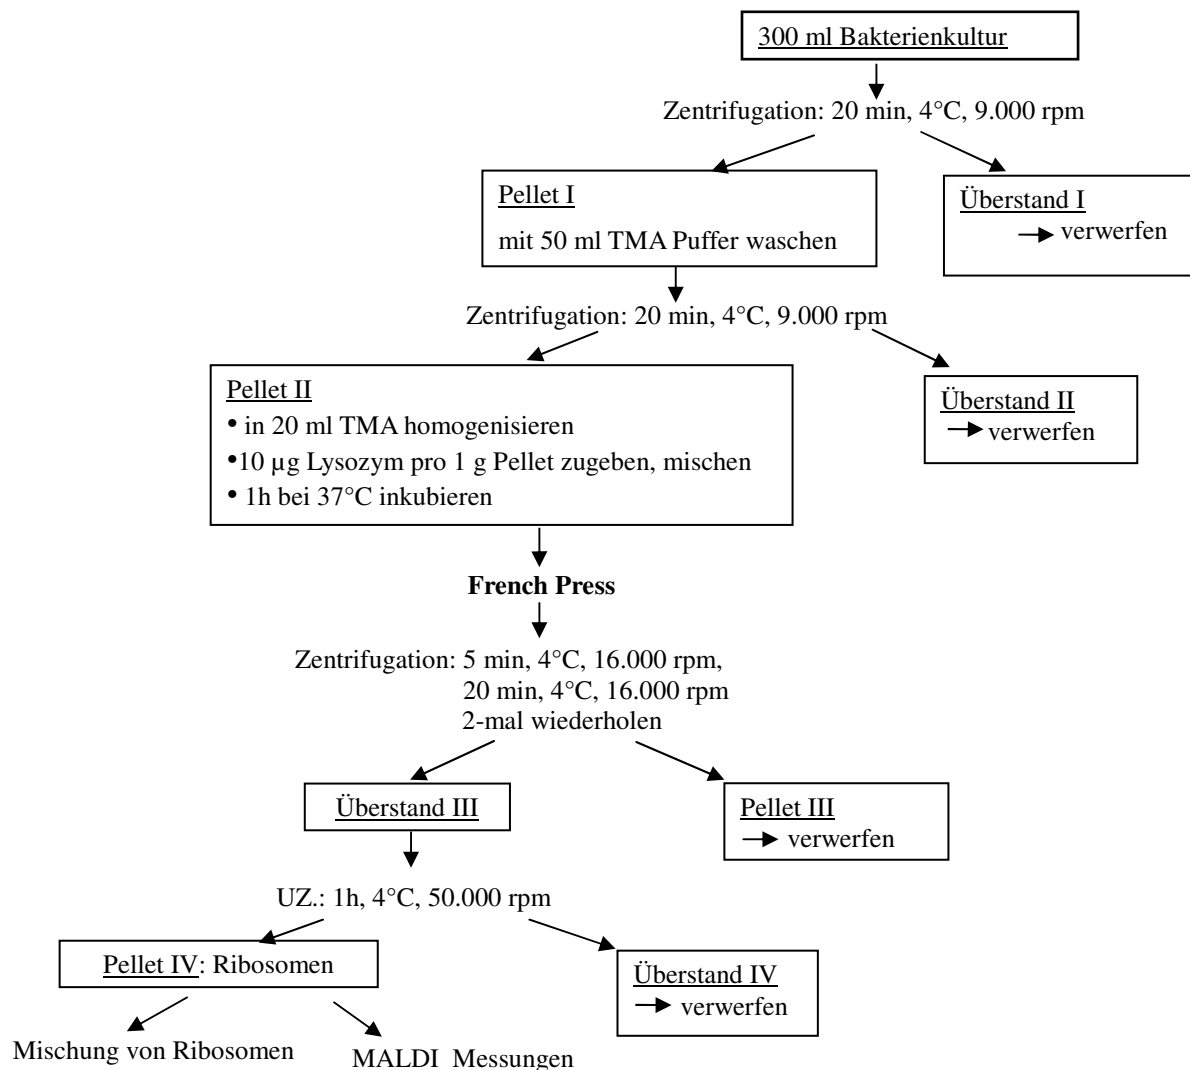 300 ml Bakterienkultur
Zentrifugation: 20 min, 4°C, 9.000 rpm
Pellet I
mit 50 ml TMA Puffer waschen
Überstand I
→ verwerfen
Zentrifugation: 20 min, 4°C, 9.000 rpm
Pellet II
• in 20 ml TMA homogenisieren
•10 µg Lysozym pro 1 g Pellet zugeben, mischen
• 1h bei 37°C inkubieren
Überstand II
→ verwerfen
French Press
Zentrifugation: 5 min, 4°C, 16.000 rpm,
20 min, 4°C, 16.000 rpm
2-mal wiederholen
Überstand III
Pellet III
→ verwerfen
UZ.: 1h, 4°C, 50.000 rpm
Pellet IV: Ribosomen
Überstand IV
→ verwerfen
Mischung von Ribosomen
MALDI Messungen